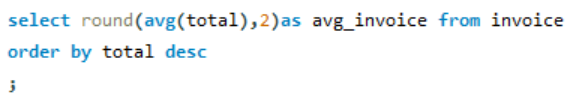 select round(avg(total),2)as avg_invoice from invoice
order by total desc
;